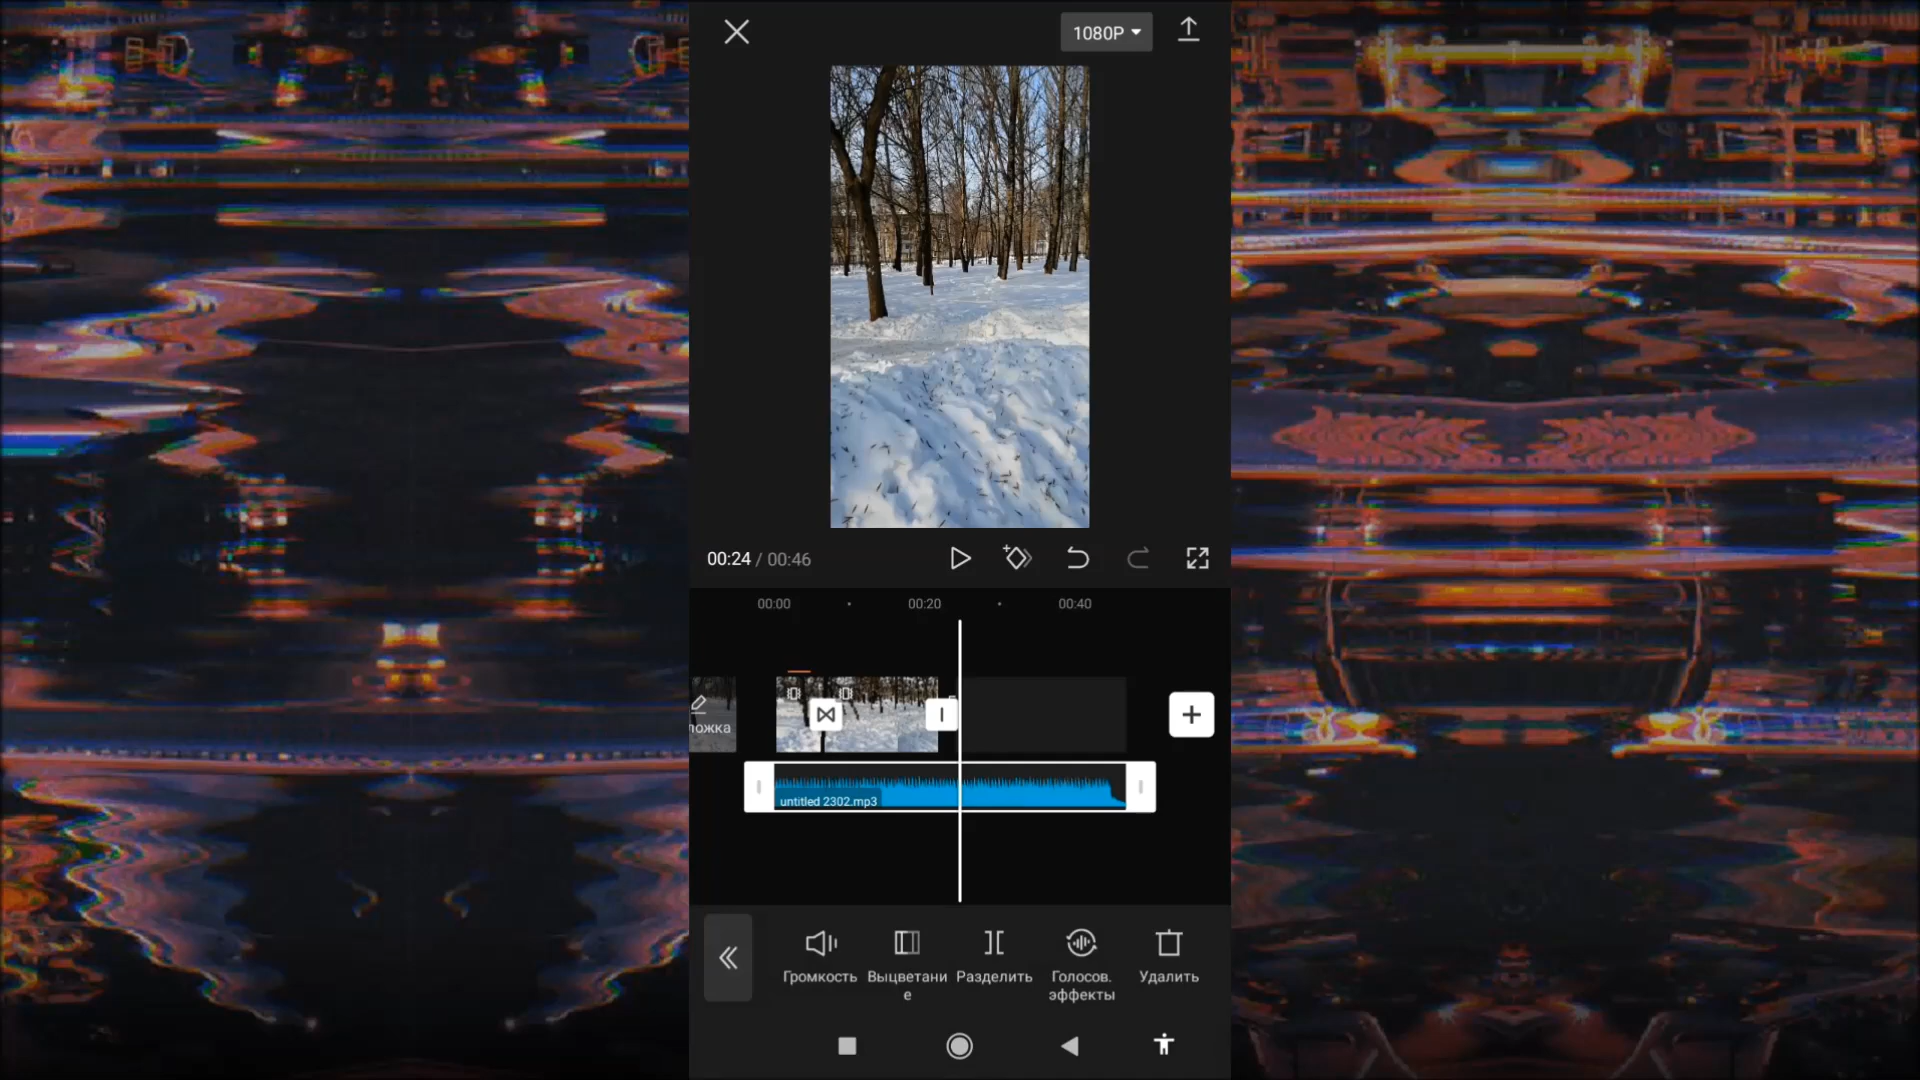 1080P
00:24 / 00:46
00:00
00:20
00:40
ложка
untitled 2302.mp3
Громкость
Выцветани
е
Разделить
Голосов.
эффекты
Удалить